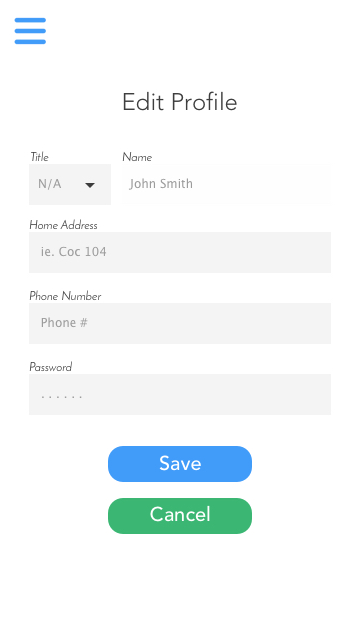 Edit Profile
Title Name
N/A John Smith
Home Address
ie. Coc 104
Phone Number
Phone #
Password
......
Save
Cancel